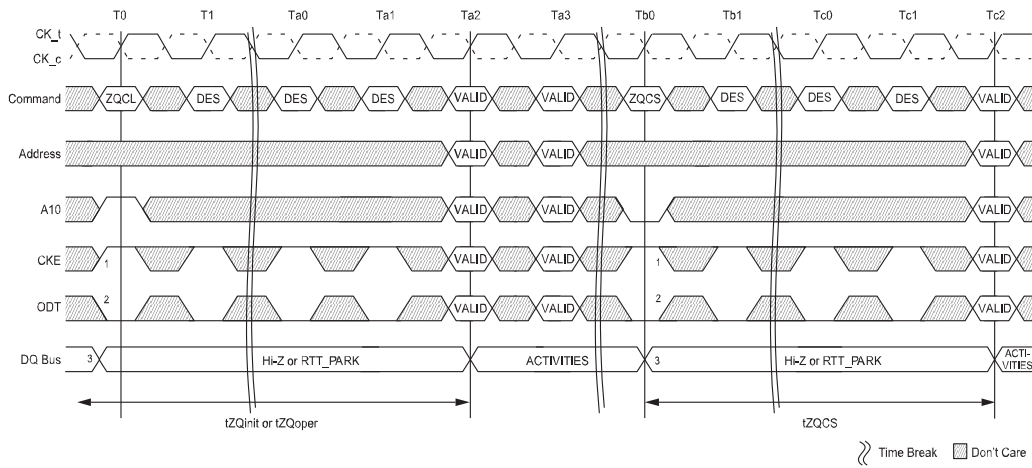 T0 T1 Ta0 Ta1 Ta2 Ta3 Tb0 Tb1 Tc0 Tc1 Tc2
CK_t
CK_c
Command ZQCL DES DES DES VALID VALID ZQCS DES DES DES VALID
Address VALID VALID VALID
A10 VALID VALID VALID
CKE 1 VALID VALID 1 VALID
ODT 2 VALID VALID 2 VALID
DQ Bus 3 Hi-Z or RTT_PARK ACTIVITIES 3 Hi-Z or RTT_PARK ACTI-
VITIES
tZQinit or tZQoper tZQCS
Time Break Don't Care